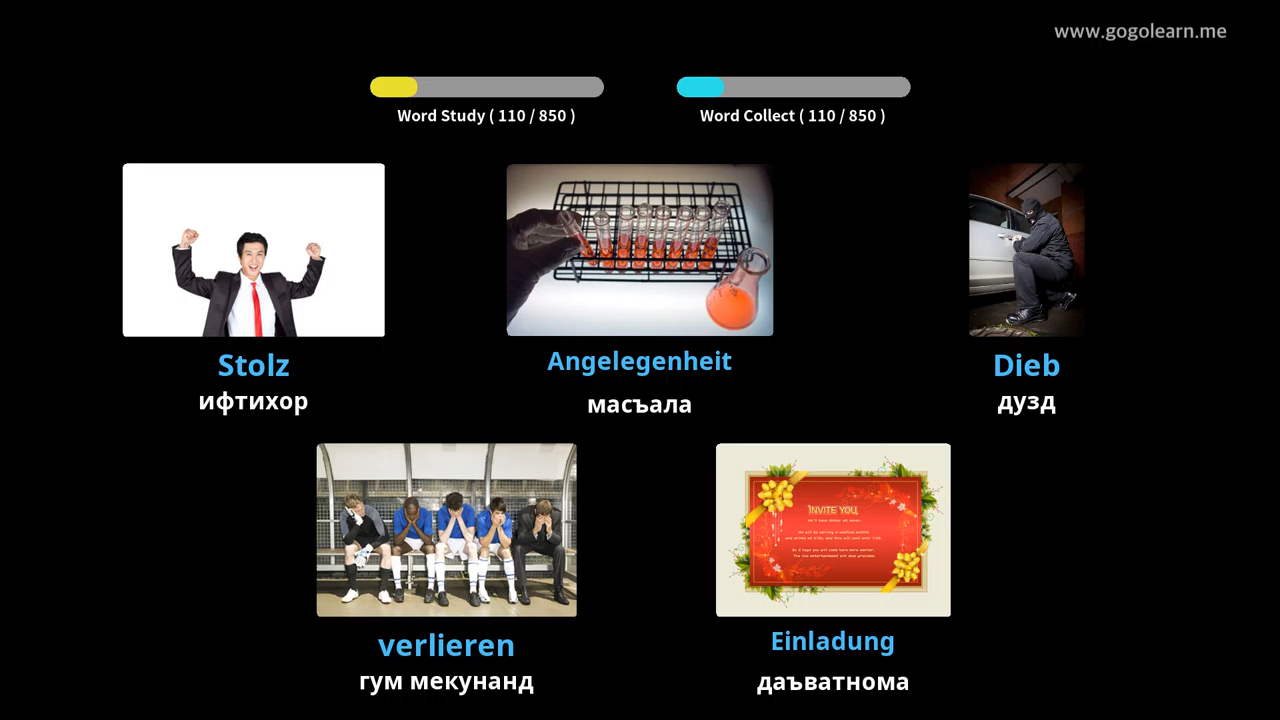 www.gogolearn.me
Word Study ( 110 / 850 )
Word Collect ( 110 / 850 )
Stolz
ифтихор
Angelegenheit
масъала
Dieb
дузд
INVITE YOU
verlieren
гум мекунанд
Einladung
даъватнома